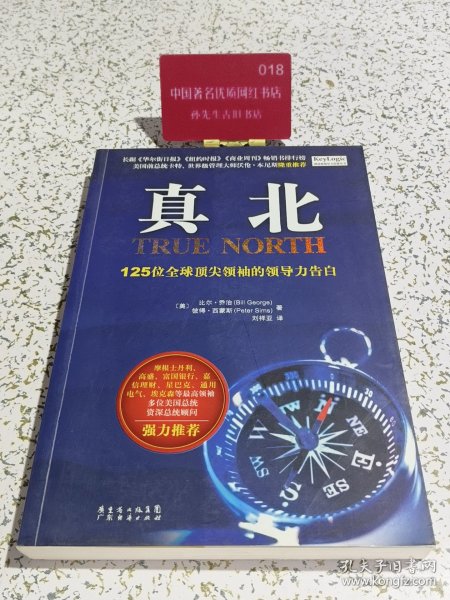 018
中国著名优质网红书店
孙先生古旧书店
长踞《华尔街日报》《纽约时报》《商业周刊》畅销书排行榜
美国前总统卡特，世界级管理大师沃伦·本尼斯隆重推荐
KeyLogic
真北
TRUE NORTH
125位全球顶尖领袖的领导力告白
〔美〕
比尔·乔治(Bill George)
彼得·西蒙斯(Peter Sims)
著
刘祥亚 译
摩根士丹利、
高盛、富国银行、嘉
信理财、星巴克、通用
电气、埃克森等最高领袖
多位美国总统
资深总统顾问
强力推荐
N
NE
S
SW
WSW
W
广东省出版集团
广东经济出版社
孔夫子旧书网
www.kongfz.com